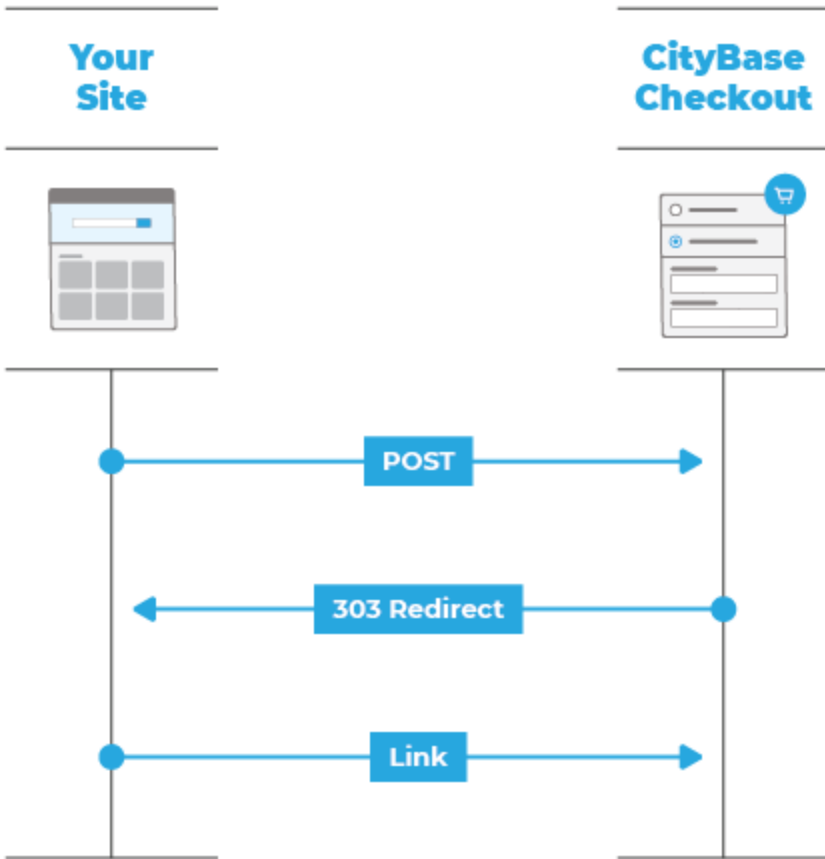 Your
Site
CityBase
Checkout
POST
303 Redirect
Link